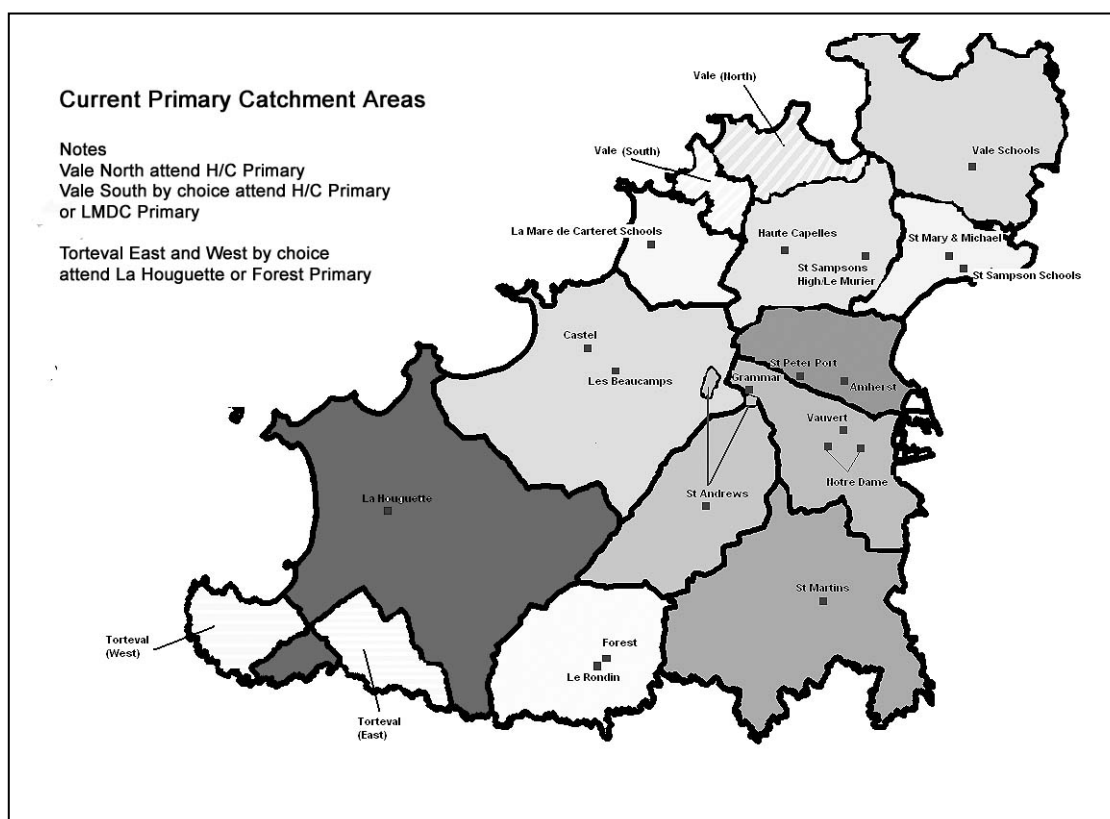 Current Primary Catchment Areas
Notes
Vale North attend H/C Primary
Vale South by choice attend H/C Primary
or LMDC Primary
Torteval East and West by choice
attend La Houguette or Forest Primary
Vale
(North)
Vale
(South)
Vale Schools
La Mare de Carteret Schools
Haute Capelles
St Sampsons
High/Le Murier
St Mary & Michael
St Sampson Schools
Castel
Les Beaucamps
St Peter Port
Grammar
Amherst
Vauvert
Notre Dame
La Houguette
St Andrews
St Martins
Torteval
(West)
Forest
Le Rondin
Torteval
(East)